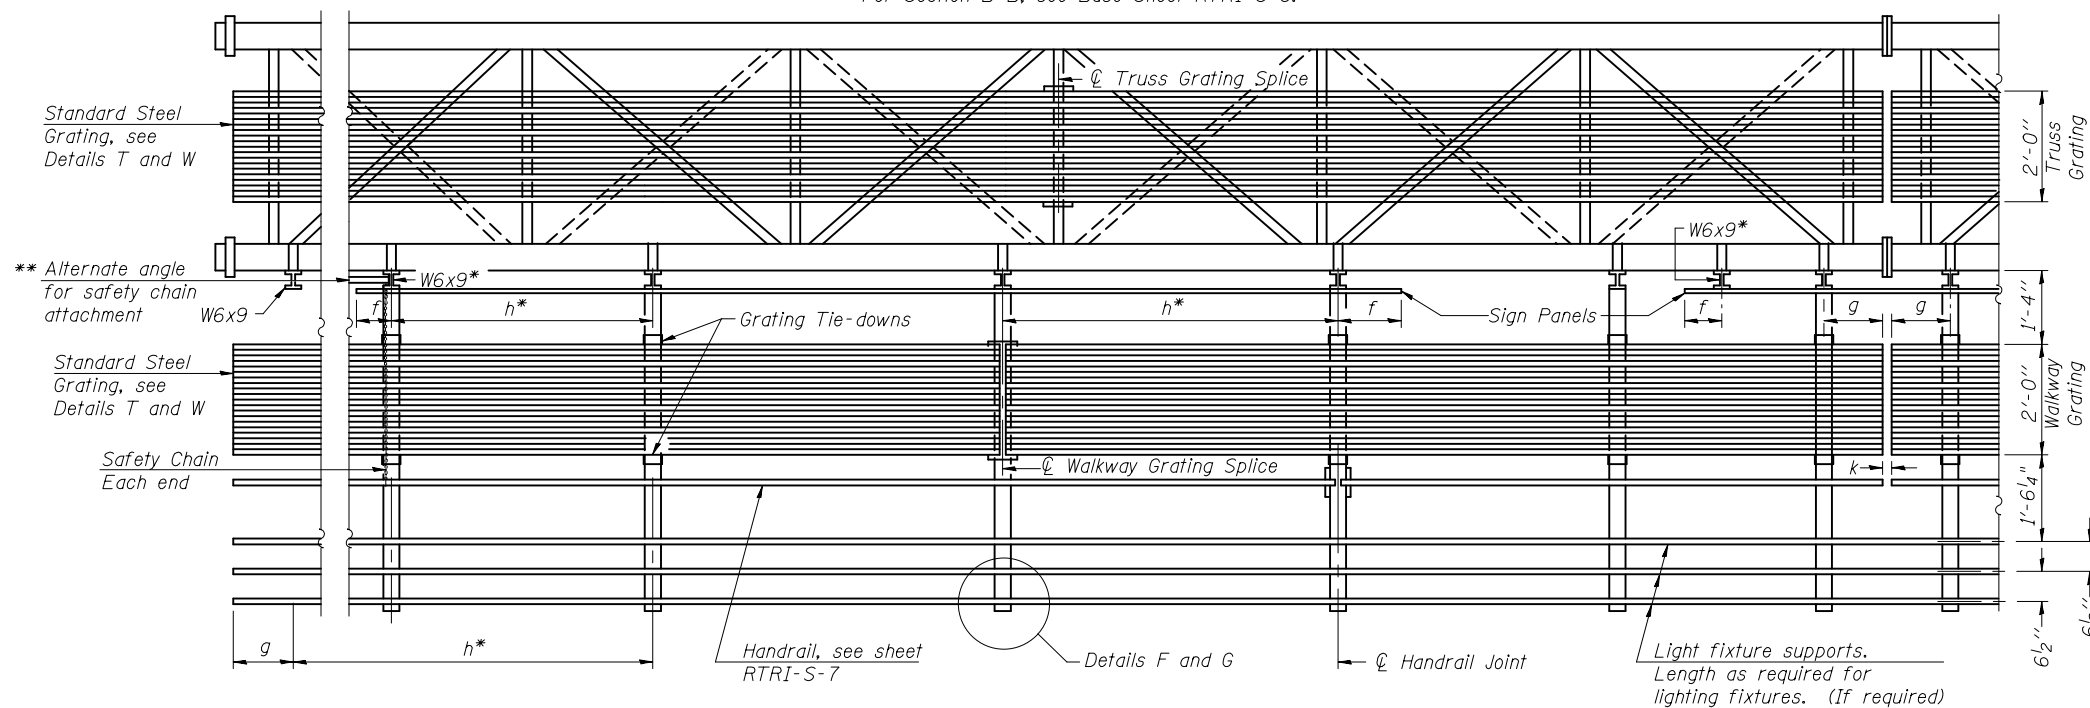 ℄ Truss Grating Splice
Standard Steel
Grating, see
Details T and W
2'-0''
Truss
Grating
W6x9*
** Alternate angle
for safety chain
attachment
W6x9
W6x9*
f
h*
h*
f
Sign Panels
f
g
g
1'-4''
Grating Tie-downs
Standard Steel
Grating, see
Details T and W
2'-0''
Walkway
Grating
Safety Chain
Each end
℄ Walkway Grating Splice
k
1'-6¼"
g
h*
Handrail, see sheet
RTRI-S-7
Details F and G
℄ Handrail Joint
Light fixture supports.
Length as required for
lighting fixtures. (If required)
6½''